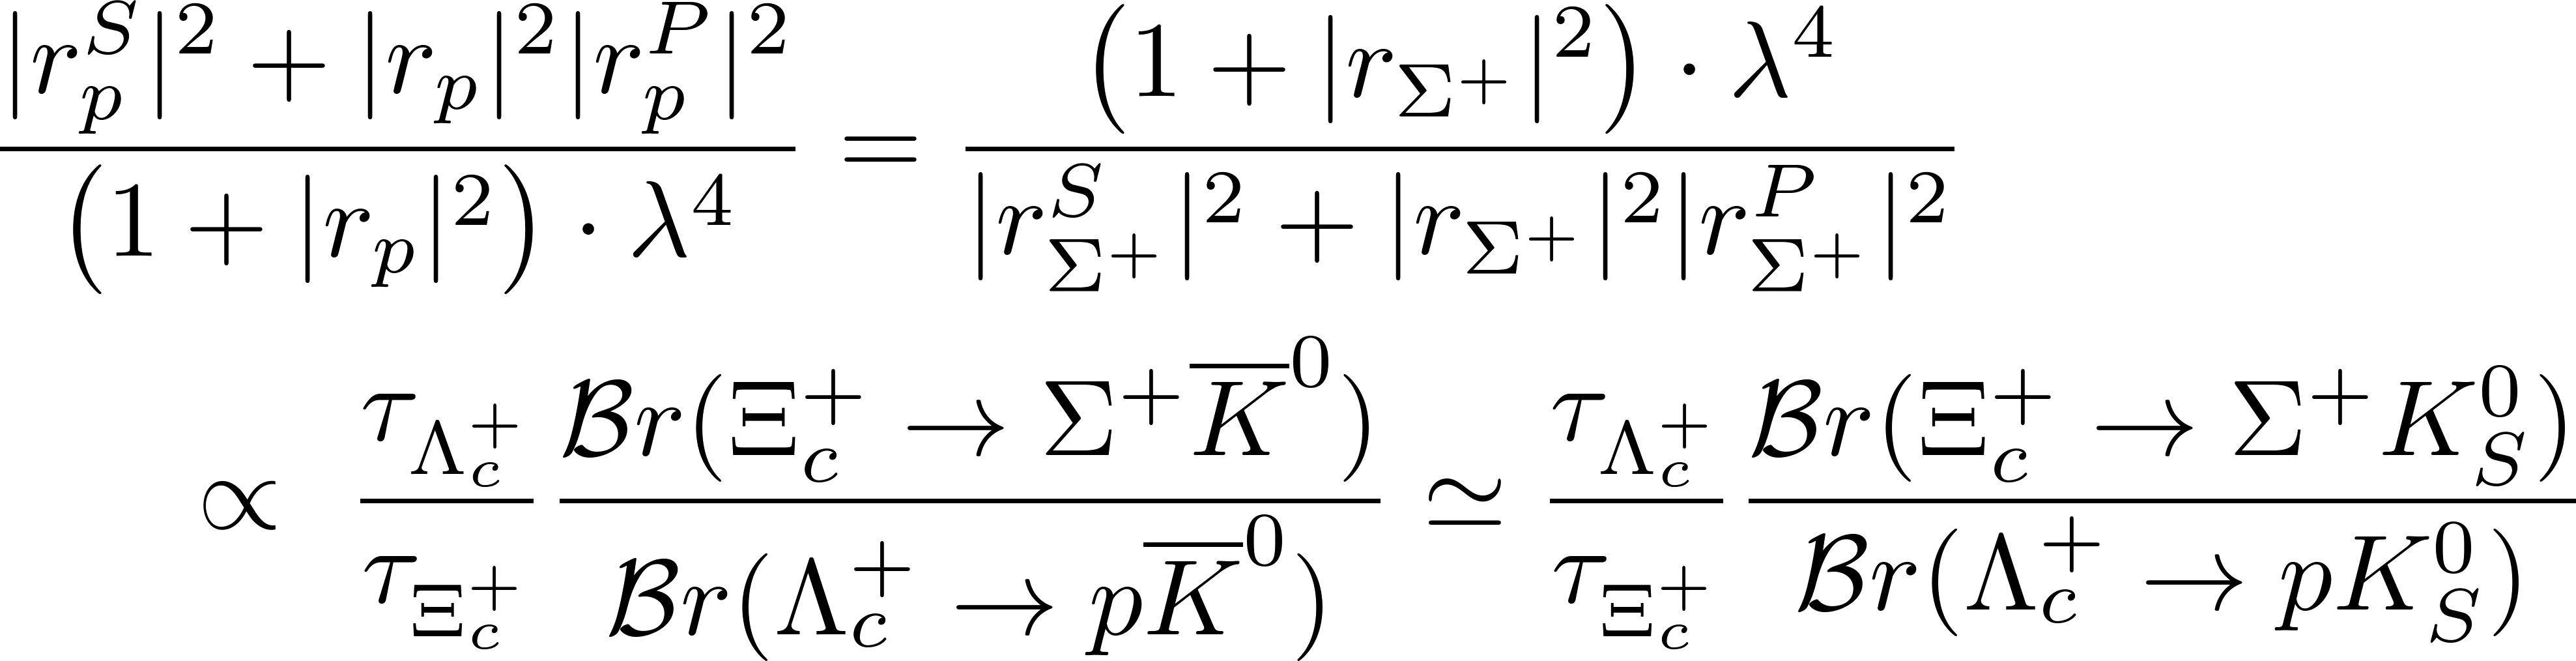 \frac{|r_p^S|^2 + |r_p|^2 |r_p^P|^2}{\left(1 + |r_p|^2\right) \cdot \lambda^4} = \frac{\left(1 + |r_{\Sigma^+}|^2\right) \cdot \lambda^4}{|r_{\Sigma^+}^S|^2 + |r_{\Sigma^+}|^2 |r_{\Sigma^+}^P|^2}
\propto \frac{\tau_{\Lambda_c^+}}{\tau_{\Xi_c^+}} \frac{\mathcal{B}r(\Xi_c^+ \to \Sigma^+ \overline{K}^0)}{\mathcal{B}r(\Lambda_c^+ \to p \overline{K}^0)} \simeq \frac{\tau_{\Lambda_c^+}}{\tau_{\Xi_c^+}} \frac{\mathcal{B}r(\Xi_c^+ \to \Sigma^+ K_S^0)}{\mathcal{B}r(\Lambda_c^+ \to p K_S^0)}